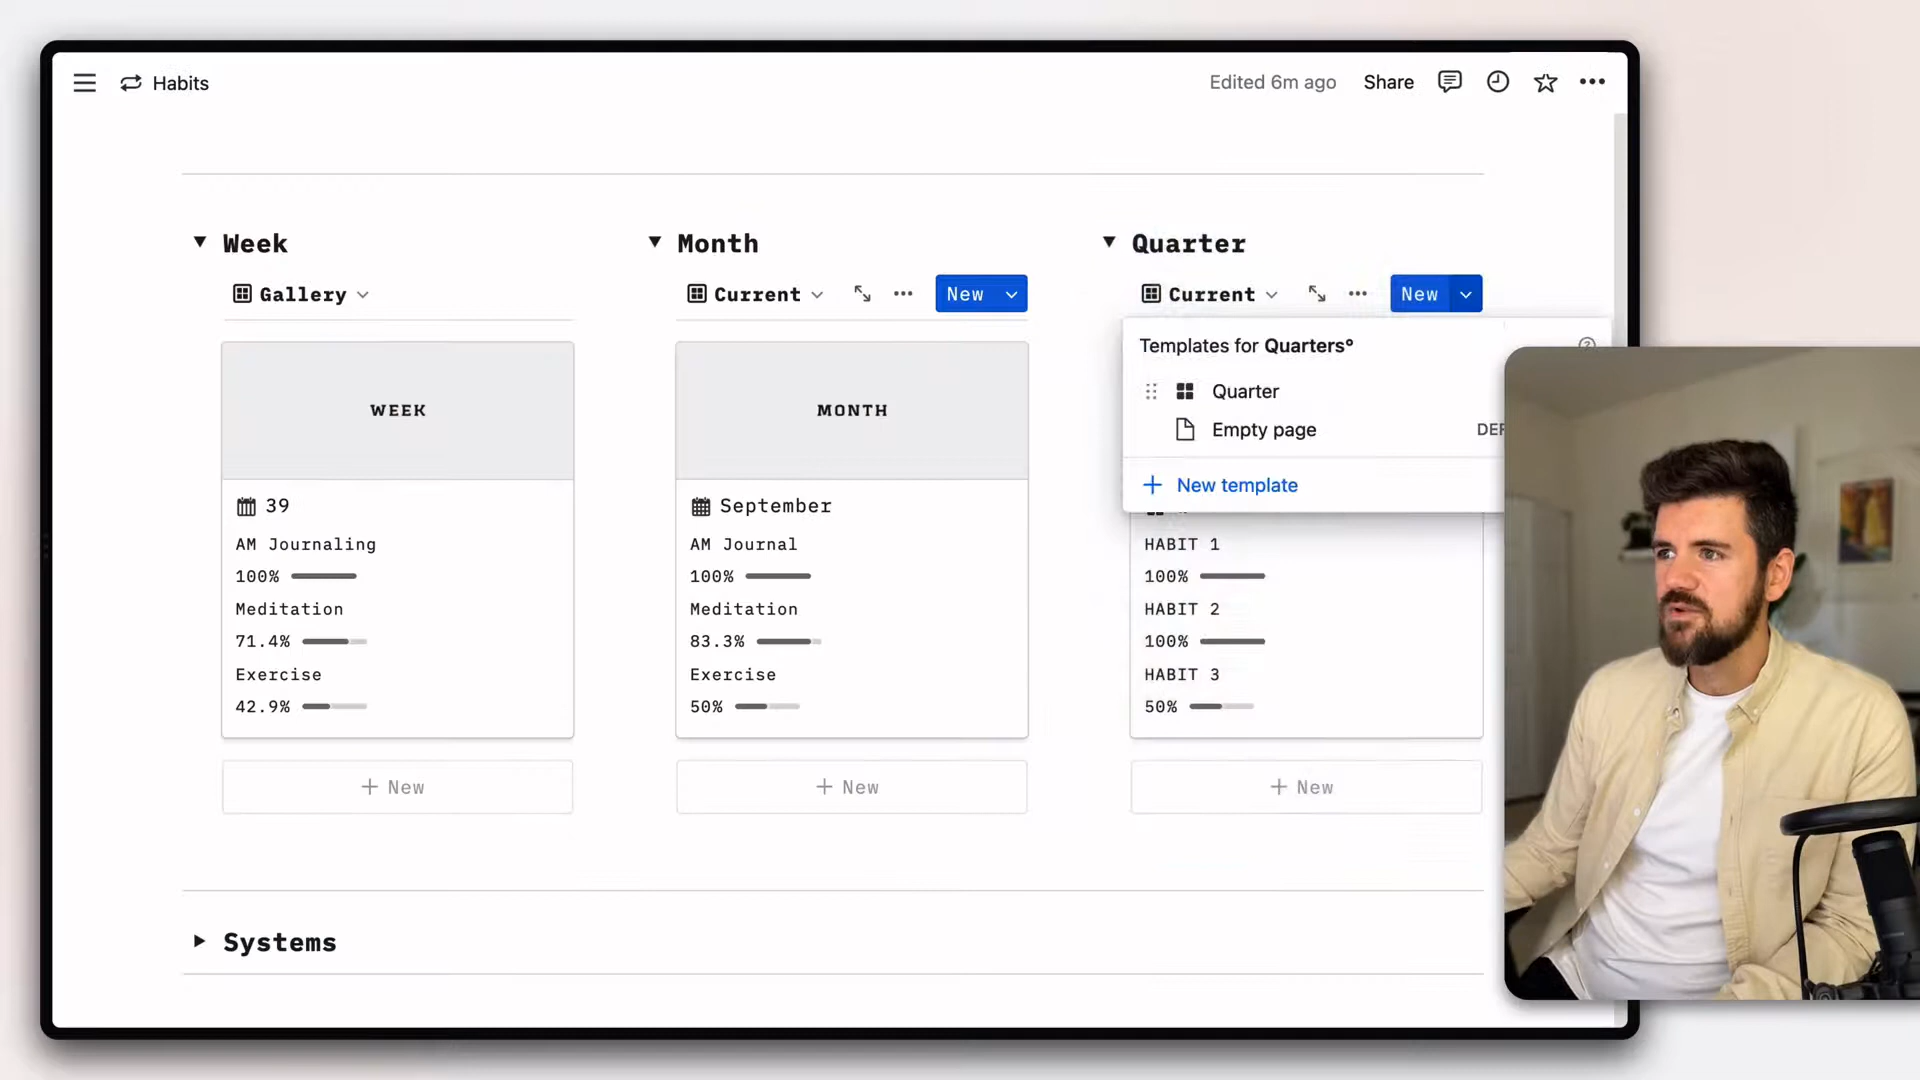 Habits
Edited 6m ago
Share
Week
Month
Quarter
Gallery
Current
New
Current
New
Templates for Quarters°
Quarter
Empty page
New template
WEEK
MONTH
39
AM Journaling
100%
Meditation
71.4%
Exercise
42.9%
September
AM Journal
100%
Meditation
83.3%
Exercise
50%
HABIT 1
100%
HABIT 2
100%
HABIT 3
50%
+ New
+ New
+ New
Systems